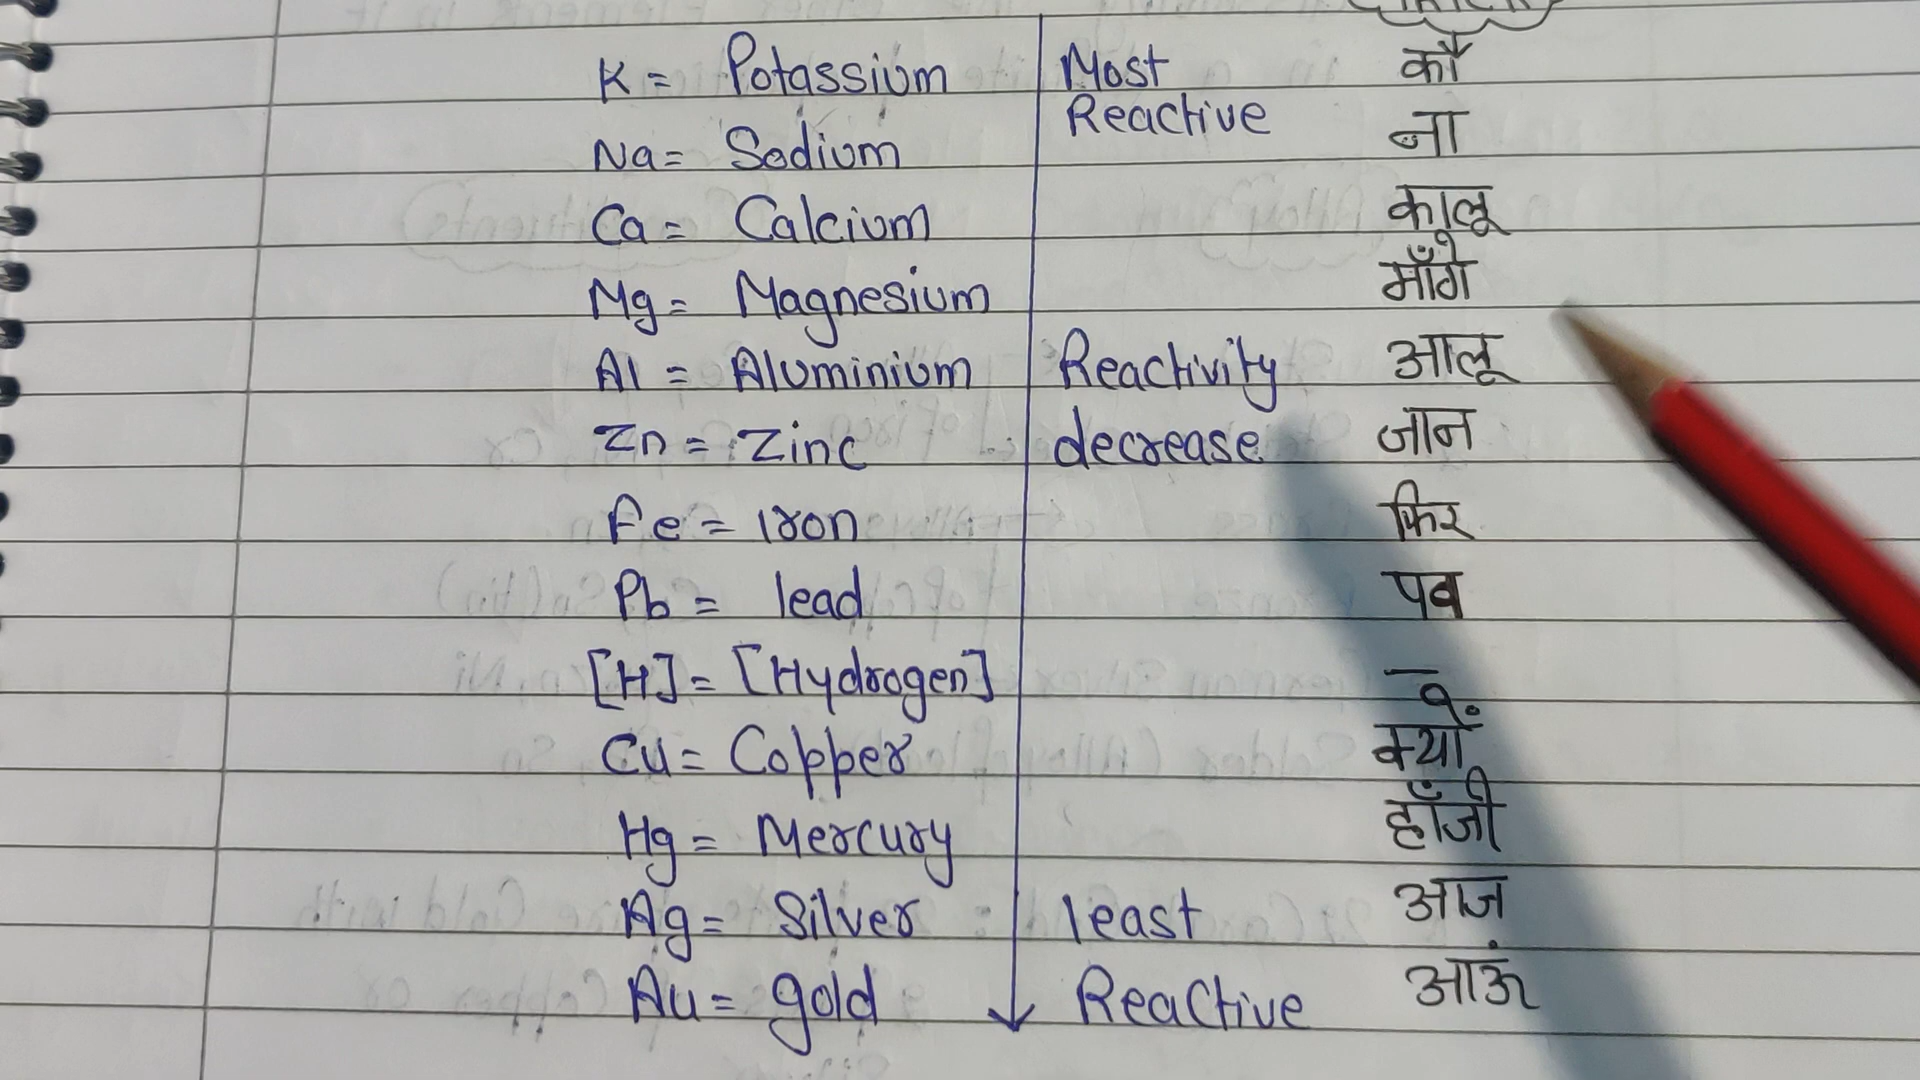 K = Potassium Most कौ
Reactive
Na = Sodium ना
Ca = Calcium कालू
Mg = Magnesium माँगे
Al = Aluminium Reactivity आलू
Zn = Zinc decrease जान
Fe = Iron फिर
Pb = lead पब
[H] = [Hydrogen] —
Cu = Copper क्यों
Hg = Mercury हाँजी
Ag = Silver least आज
Au = gold Reactive आऊं